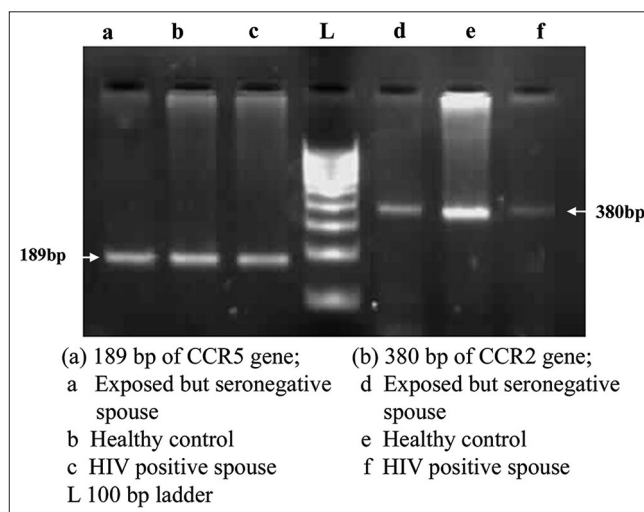 a b c L d e f
380bp
189bp
(a) 189 bp of CCR5 gene;
a Exposed but seronegative
spouse
b Healthy control
c HIV positive spouse
L 100 bp ladder
(b) 380 bp of CCR2 gene;
d Exposed but seronegative
spouse
e Healthy control
f HIV positive spouse